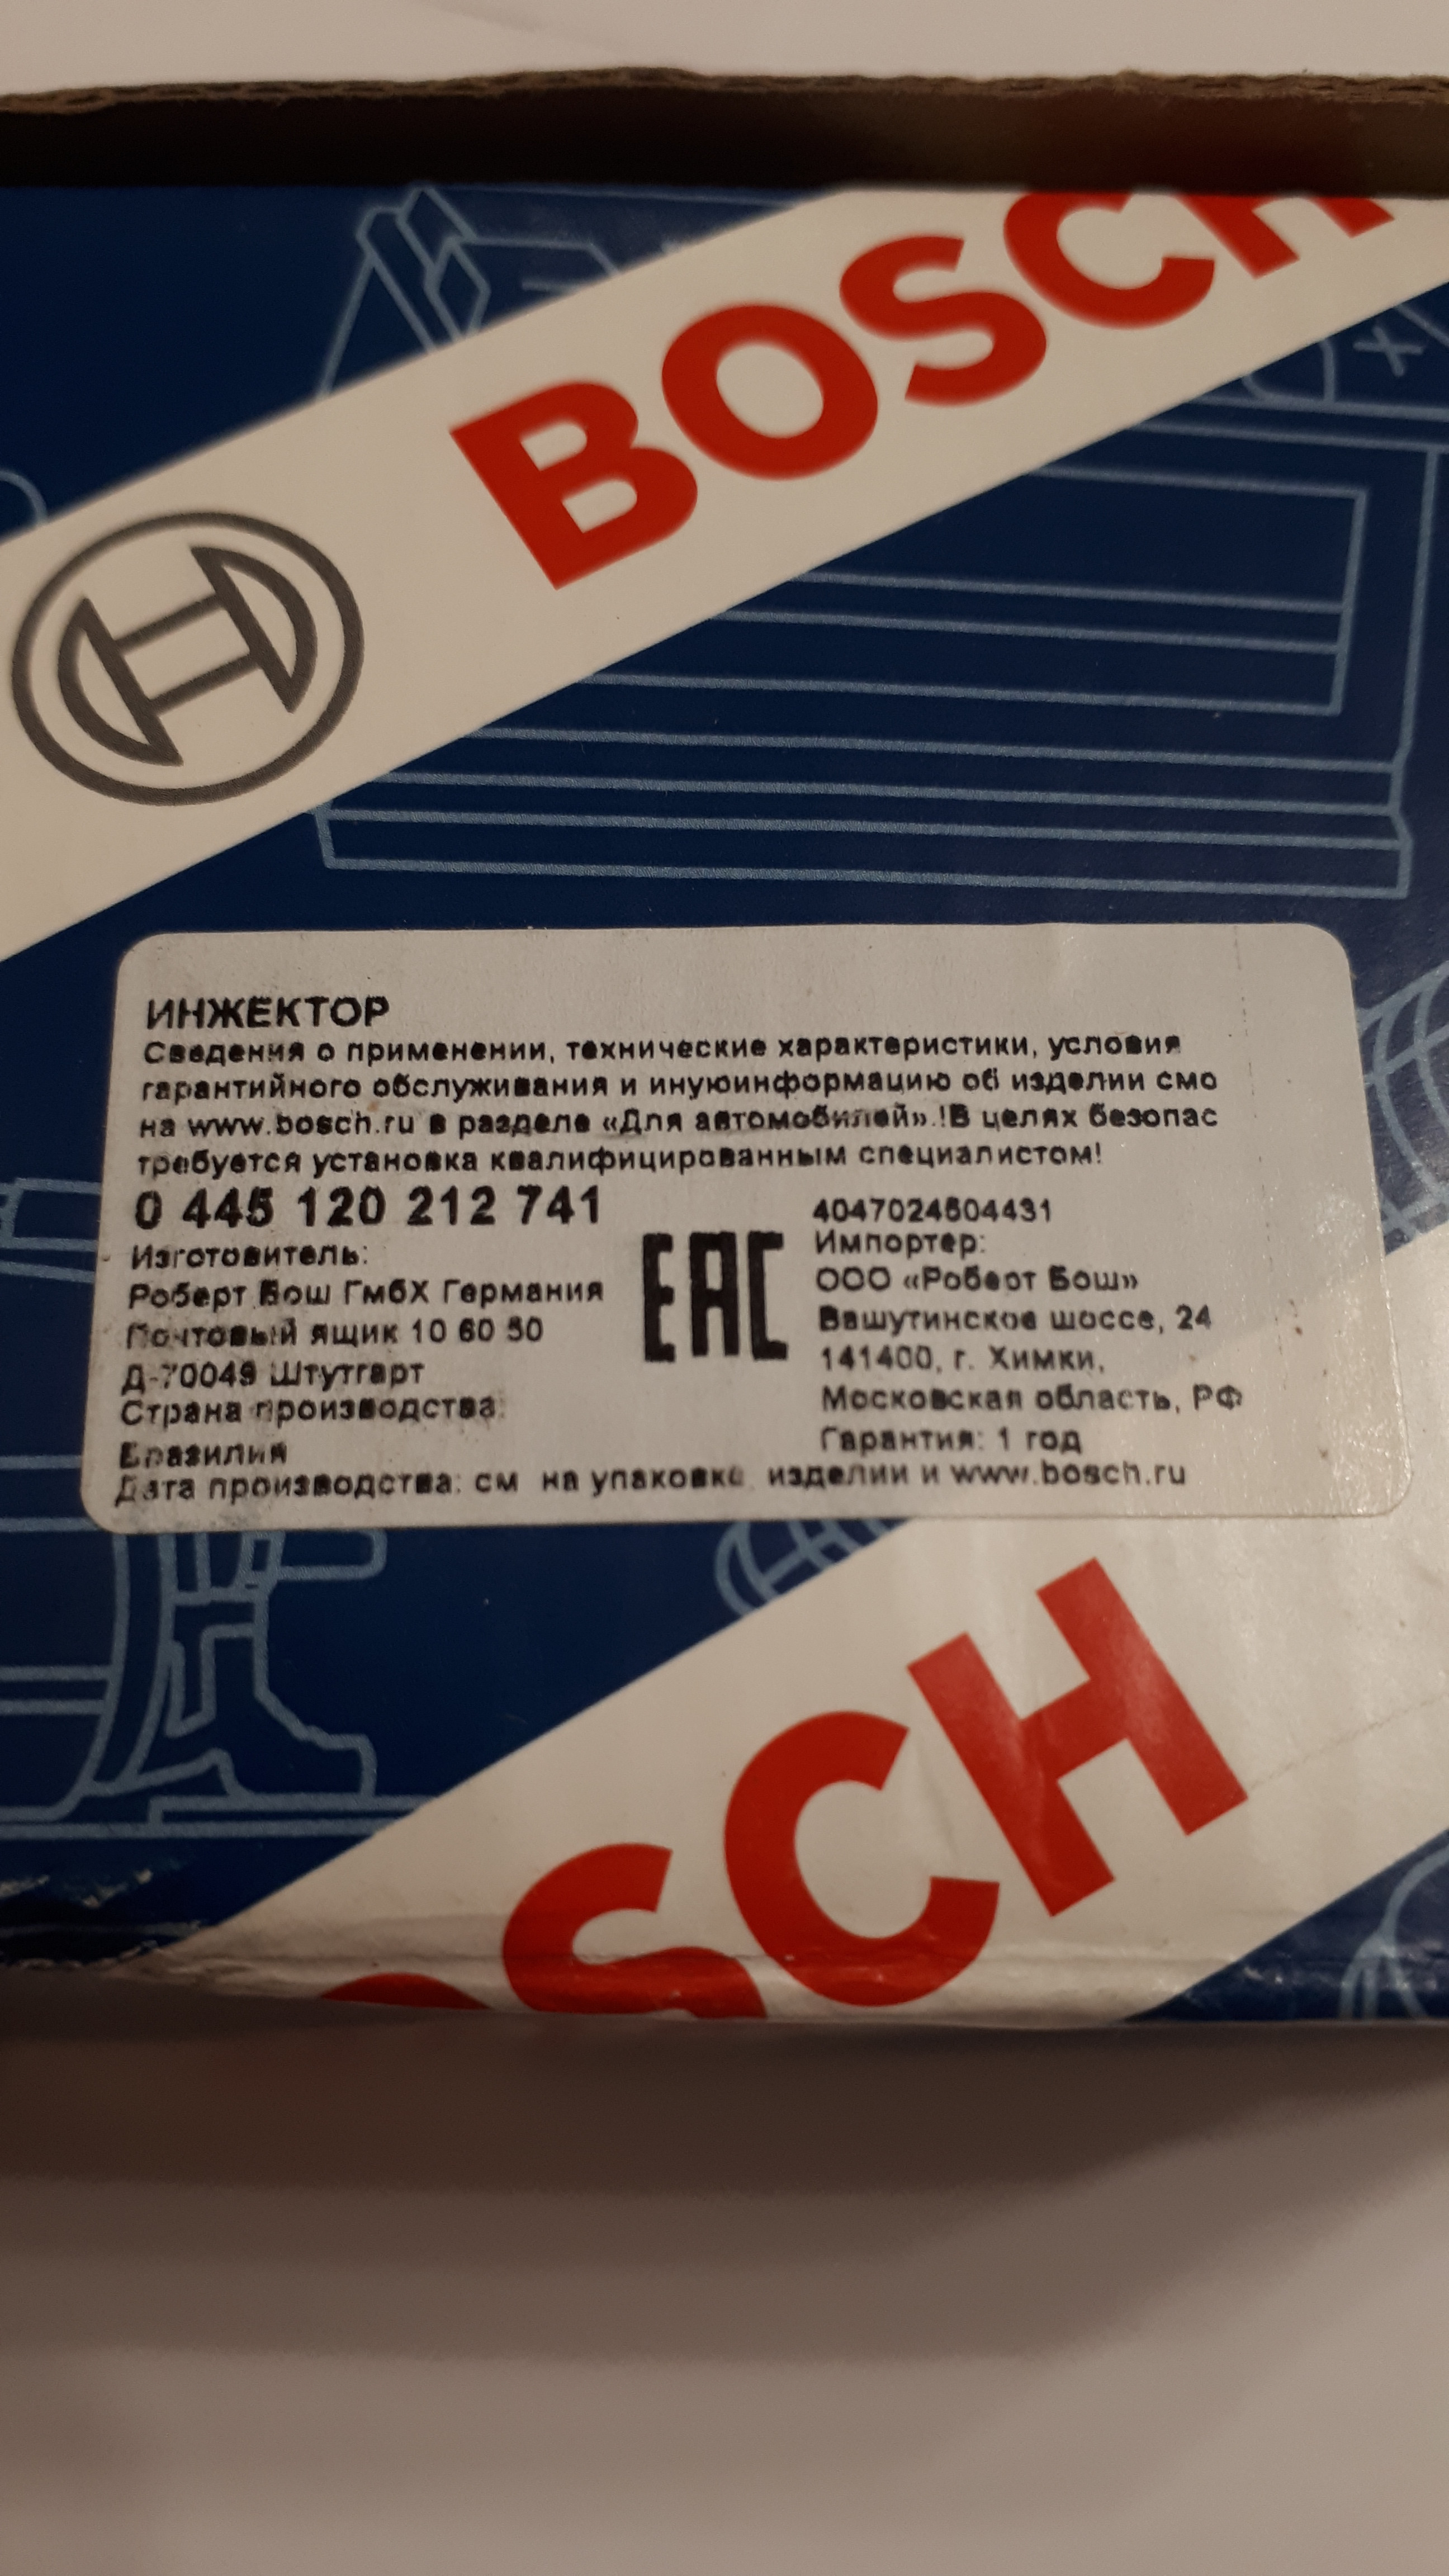 BOSCH
ИНЖЕКТОР
Сведения о применении, технические характеристики, условия
гарантийного обслуживания и инуюинформацию об изделии смо
на www.bosch.ru в разделе «Для автомобилей».!В целях безопас
требуется установка квалифицированным специалистом!
0 445 120 212 741
4047024504431
Изготовитель:
Роберт Бош ГмбХ Германия
Почтовый ящик 10 60 50
Д-70049 Штутгарт
Страна производства:
Бразилия
EAC
Импортер:
ООО «Роберт Бош»
Вашутинское шоссе, 24
141400, г. Химки,
Московская область, РФ
Гарантия: 1 год
Дата производства: см на упаковке изделии и www.bosch.ru
OSCH